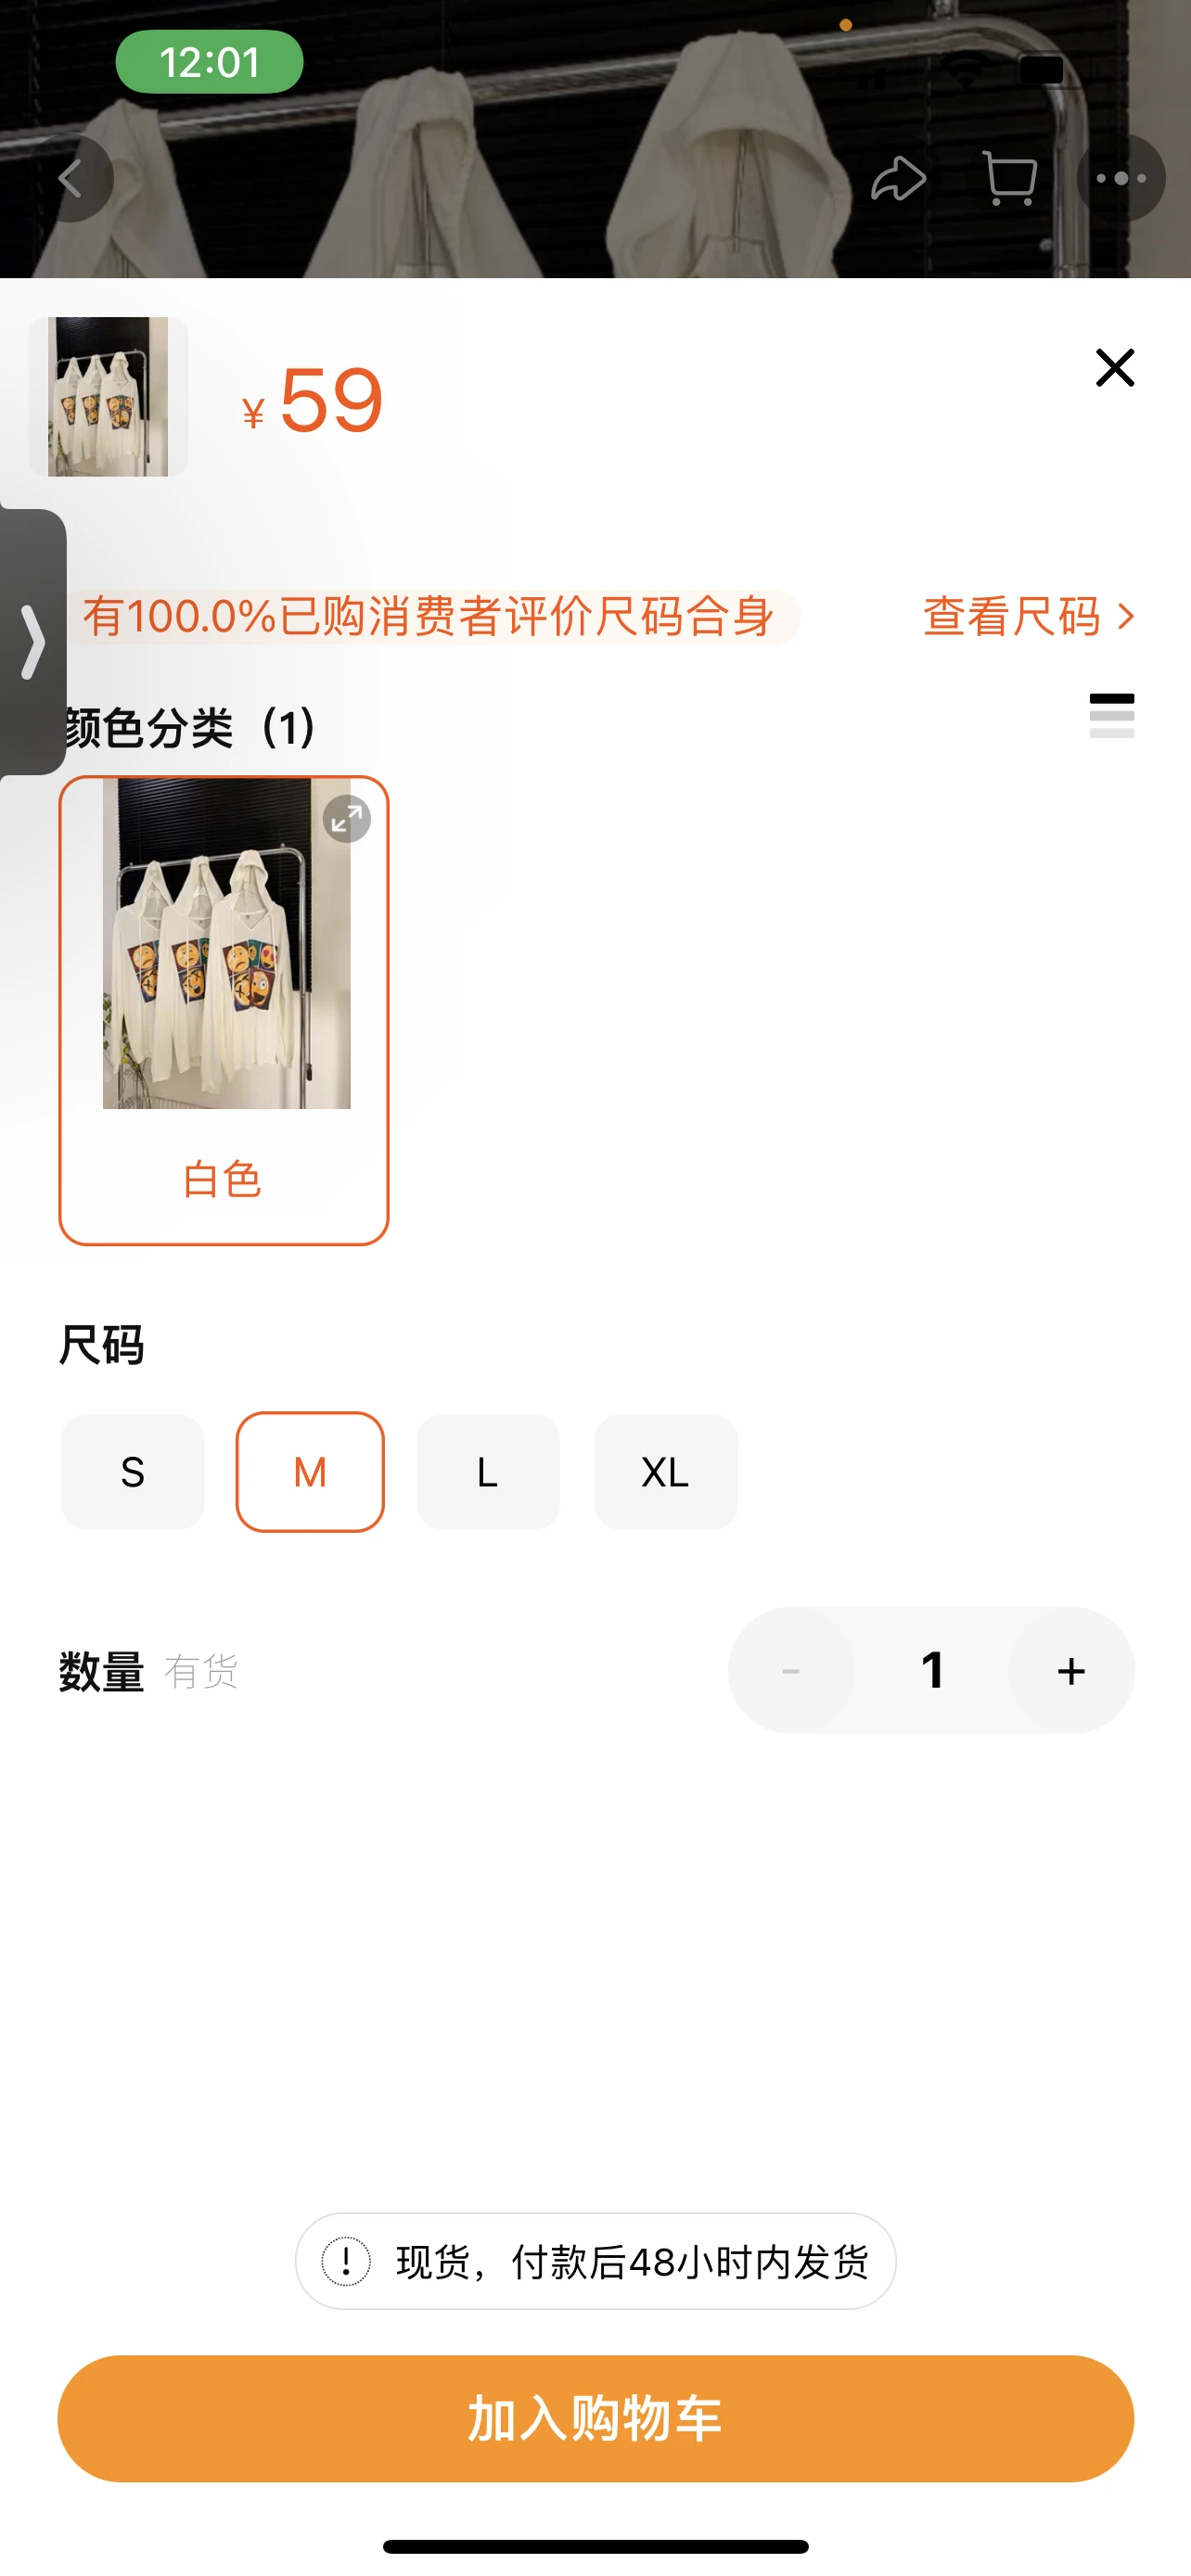 12:01
¥59
有100.0%已购消费者评价尺码合身
查看尺码
颜色分类（1）
白色
尺码
S M L XL
数量 有货
- 1 +
现货，付款后48小时内发货
加入购物车